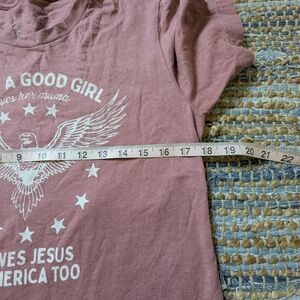 A GOOD GIRL
ves her mama
9 10 11 12 13 14 15 16 17 18 19 20 21 22
VES JESUS
MERICA TOO